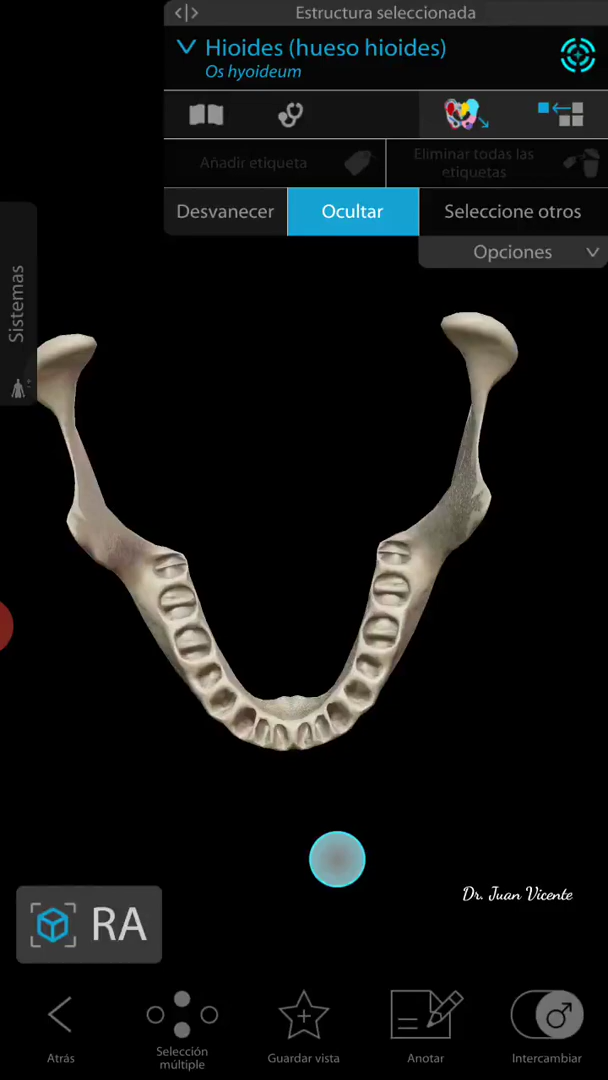 Estructura seleccionada
Hioides (hueso hioides)
Os hyoideum
Añadir etiqueta
Eliminar todas las
etiquetas
Desvanecer
Ocultar
Seleccione otros
Opciones
Sistemas
Dr. Juan Vicente
RA
Atrás
Selección
múltiple
Guardar vista
Anotar
Intercambiar